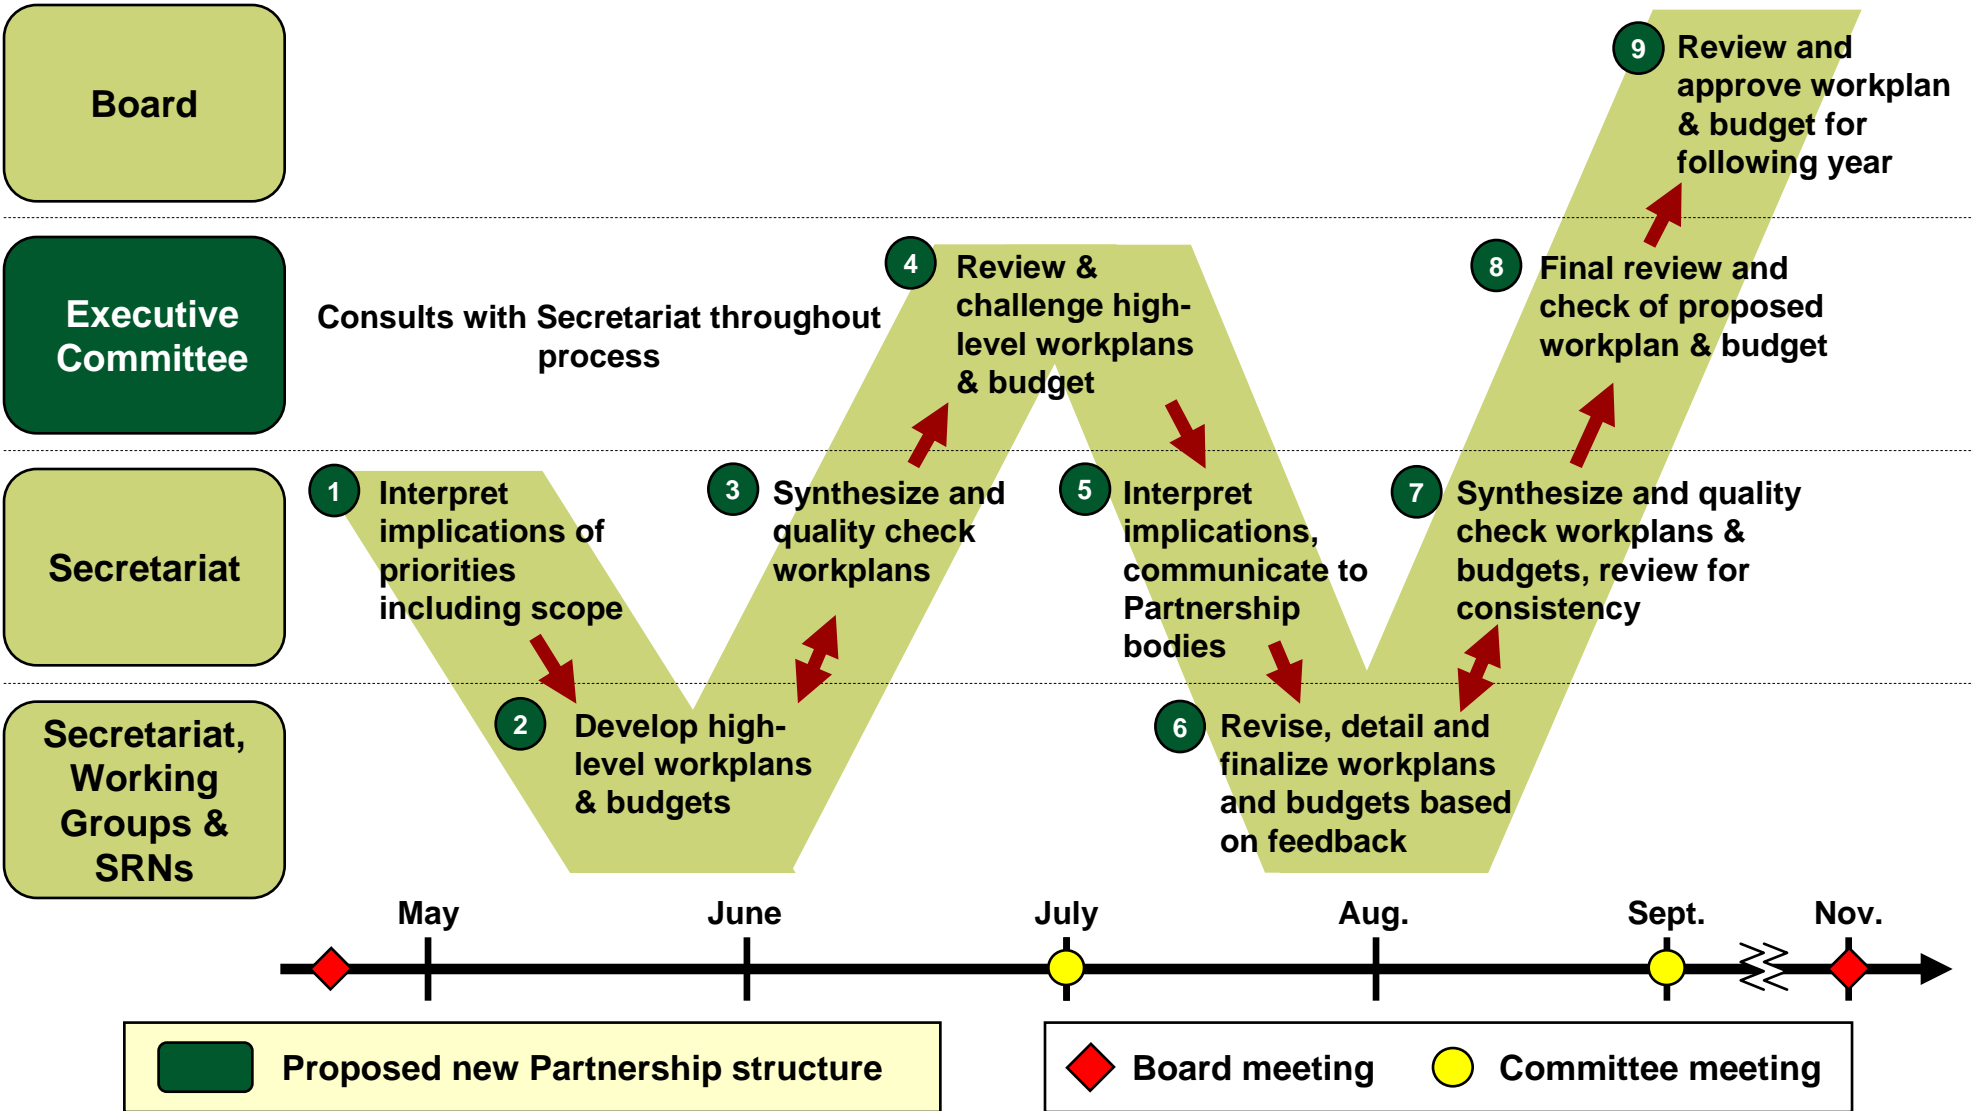 Board
9
Review and
approve workplan
& budget for
following year
Executive
Committee
Consults with Secretariat throughout
process
4
Review &
challenge high-
level workplans
& budget
8
Final review and
check of proposed
workplan & budget
Secretariat
1
Interpret
implications of
priorities
including scope
3
Synthesize and
quality check
workplans
5
Interpret
implications,
communicate to
Partnership
bodies
7
Synthesize and quality
check workplans &
budgets, review for
consistency
Secretariat,
Working
Groups &
SRNs
2
Develop high-
level workplans
& budgets
6
Revise, detail and
finalize workplans
and budgets based
on feedback
May
June
July
Aug.
Sept.
Nov.
Proposed new Partnership structure
Board meeting
Committee meeting